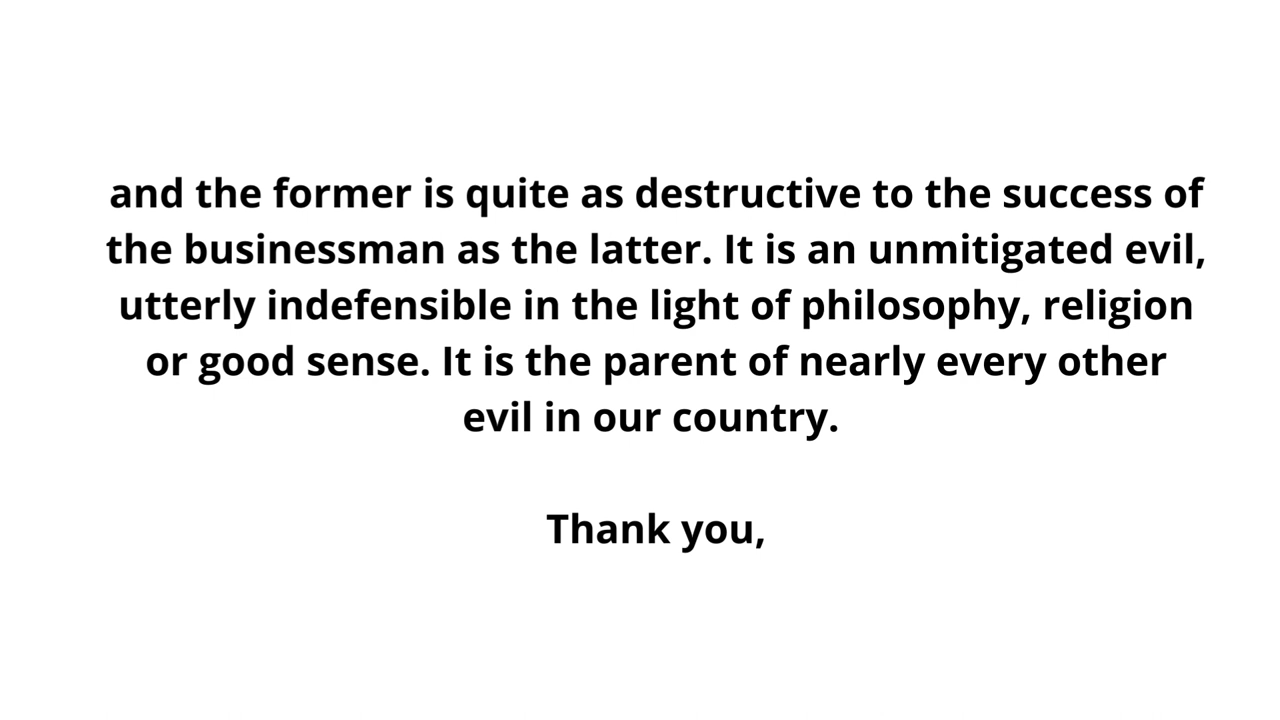 and the former is quite as destructive to the success of
the businessman as the latter. It is an unmitigated evil,
utterly indefensible in the light of philosophy, religion
or good sense. It is the parent of nearly every other
evil in our country.
Thank you,